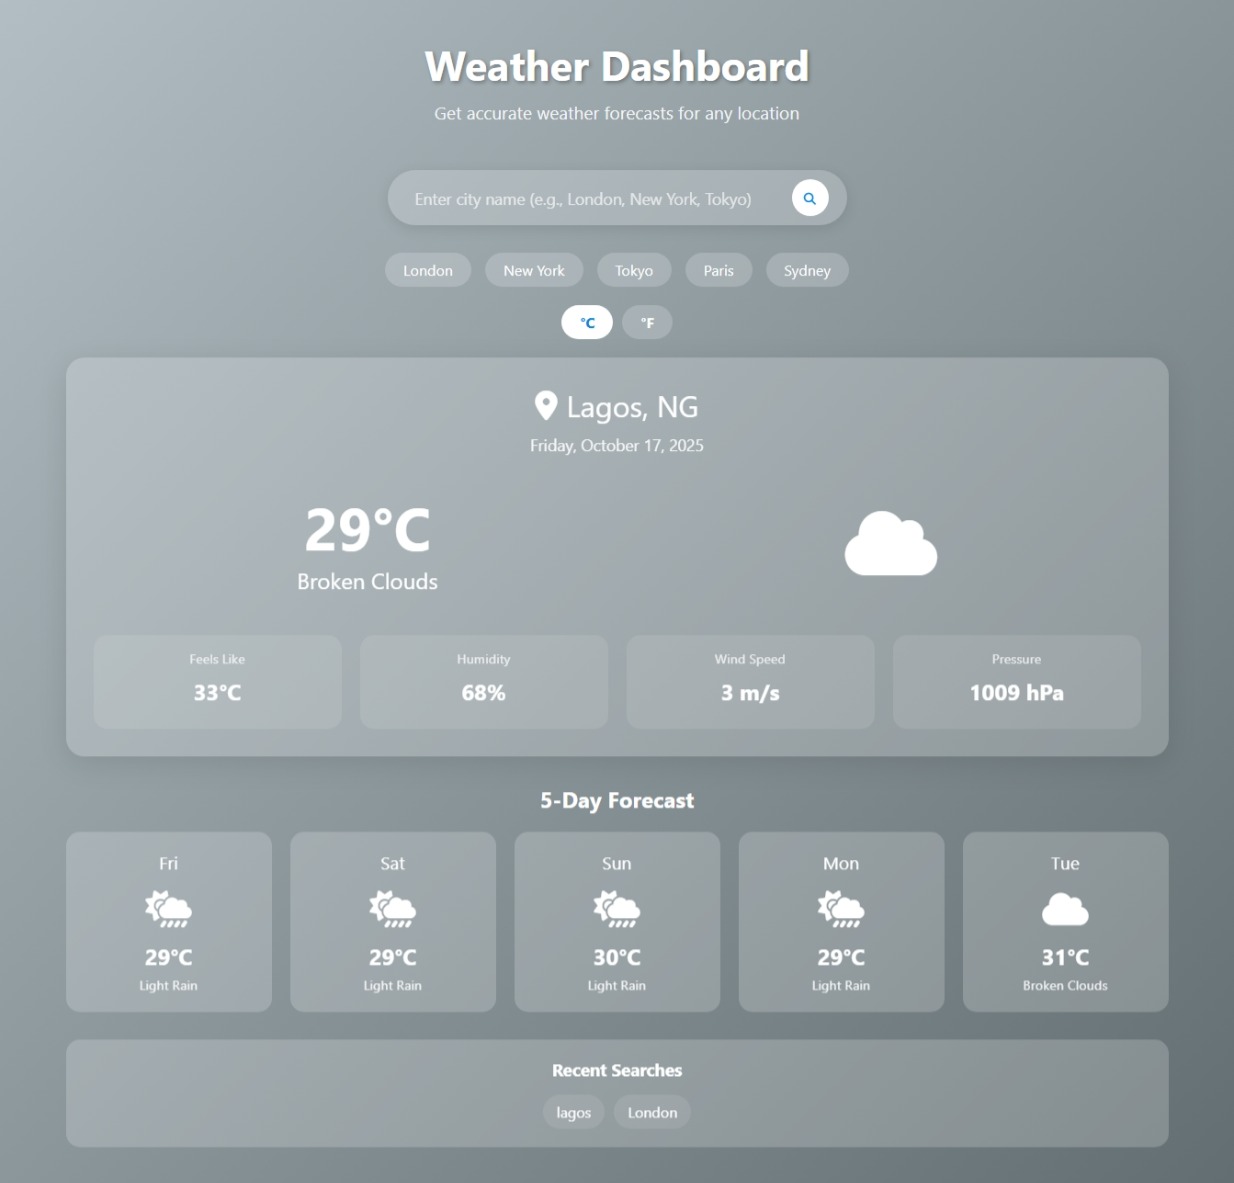 Weather Dashboard
Get accurate weather forecasts for any location
Enter city name (e.g., London, New York, Tokyo)
London New York Tokyo Paris Sydney
°C °F
Lagos, NG
Friday, October 17, 2025
29°C
Broken Clouds
Feels Like Humidity Wind Speed Pressure
33°C 68% 3 m/s 1009 hPa
5-Day Forecast
Fri Sat Sun Mon Tue
29°C 29°C 30°C 29°C 31°C
Light Rain Light Rain Light Rain Light Rain Broken Clouds
Recent Searches
lagos London